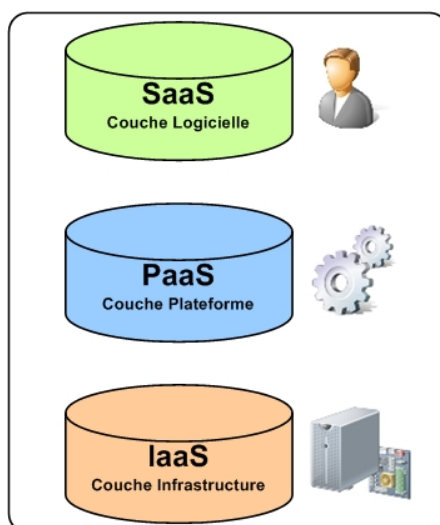 SaaS
Couche Logicielle
PaaS
Couche Plateforme
IaaS
Couche Infrastructure